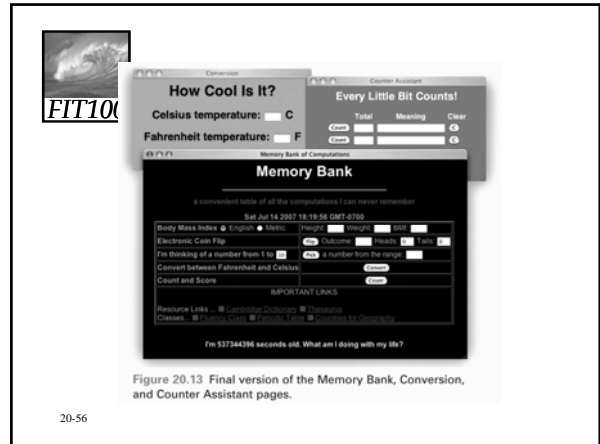 FIT100
Conversion
How Cool Is It?
Celsius temperature: C
Fahrenheit temperature: F
Counter Assistant
Every Little Bit Counts!
Total Meaning Clear
Count C
Count C
Memory Bank of Computations
Memory Bank
a convenient table of all the computations I can never remember
Sat Jul 14 2007 18:19:56 GMT-0700
Body Mass Index English Metric Height: Weight: BMI:
Electronic Coin Flip Flip Outcome: Heads: 0 Tails: 0
I'm thinking of a number from 1 to 10 Pick a number from the range:
Convert between Fahrenheit and Celsius Convert
Count and Score Count
IMPORTANT LINKS
Resource Links ... Cambridge Dictionary Thesaurus
Classes... Fluency Class Periodic Table Countries for Geography
I'm 537344396 seconds old. What am I doing with my life?
Figure 20.13 Final version of the Memory Bank, Conversion,
and Counter Assistant pages.
20-56